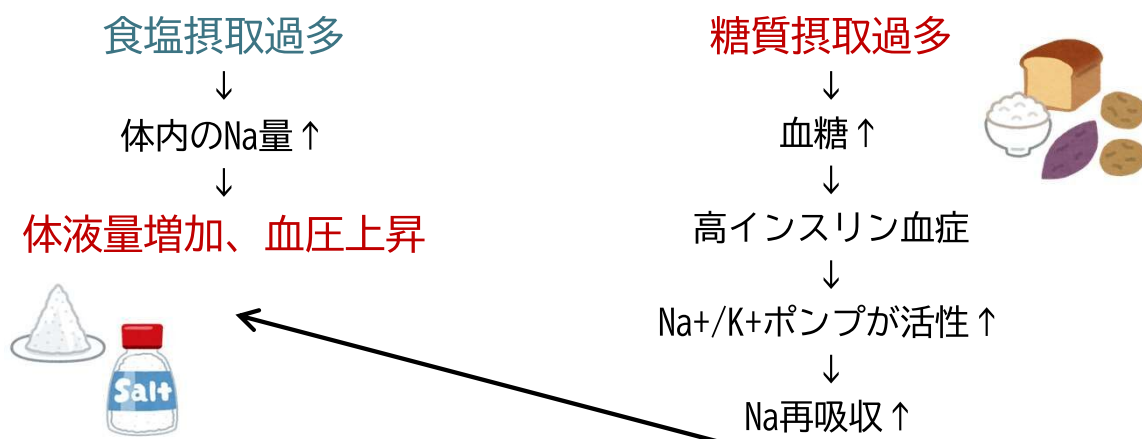 食塩摂取過多
↓
体内のNa量↑
↓
体液量増加、血圧上昇
Salt
糖質摂取過多
↓
血糖↑
↓
高インスリン血症
↓
Na+/K+ポンプが活性↑
↓
Na再吸収↑